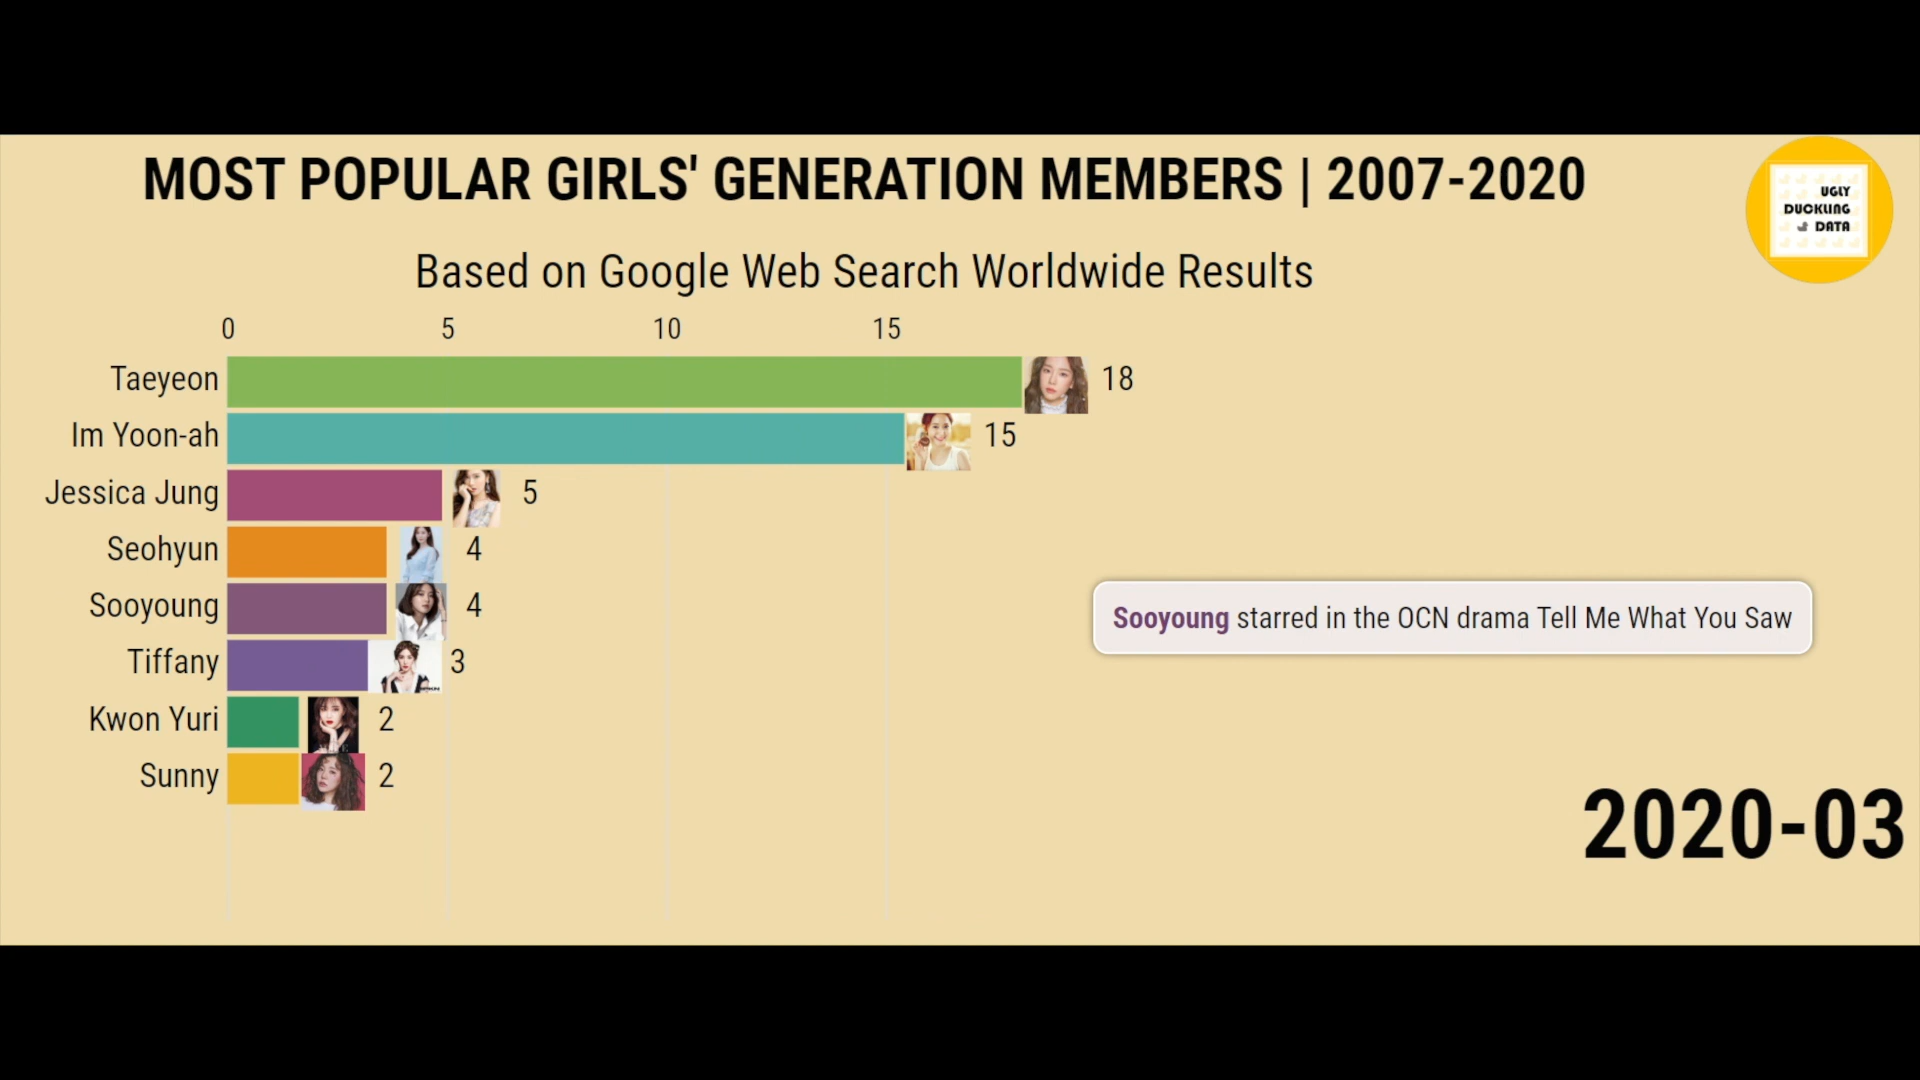 MOST POPULAR GIRLS' GENERATION MEMBERS | 2007-2020
UGLY
DUCKLING
DATA
Based on Google Web Search Worldwide Results
0 5 10 15
Taeyeon 18
Im Yoon-ah 15
Jessica Jung 5
Seohyun 4
Sooyoung 4
Sooyoung starred in the OCN drama Tell Me What You Saw
Tiffany 3
Kwon Yuri 2
Sunny 2
2020-03